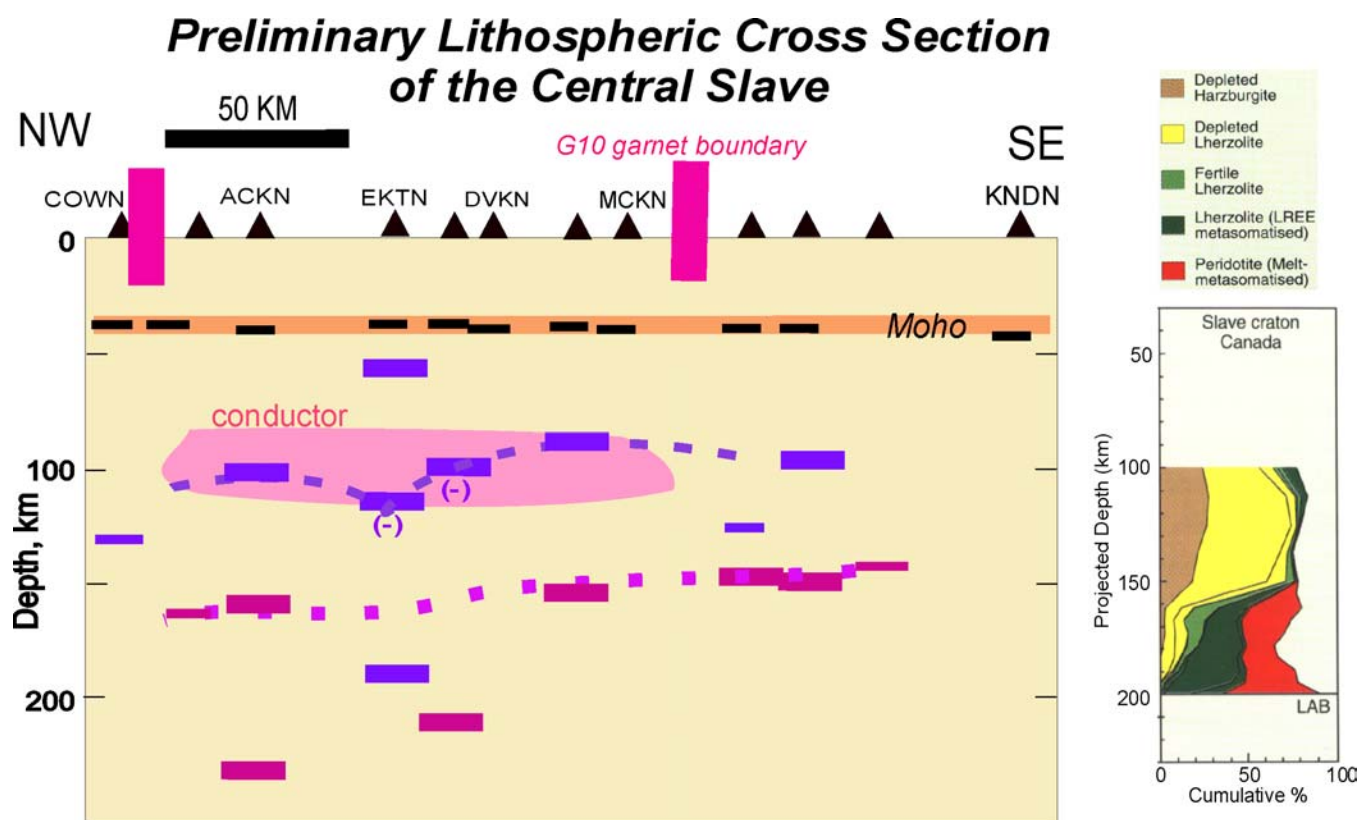 Preliminary Lithospheric Cross Section
of the Central Slave
50 KM
NW
G10 garnet boundary
SE
COWN
ACKN
EKTN
DVKN
MCKN
KNDN
0
Moho
conductor
100
(-)
(-)
Depth, km
200
Depleted
Harzburgite
Depleted
Lherzolite
Fertile
Lherzolite
Lherzolite (LREE
metasomatised)
Peridotite (Melt-
metasomatised)
Slave craton
Canada
50
100
150
200
Projected Depth (km)
LAB
0 50 100
Cumulative %